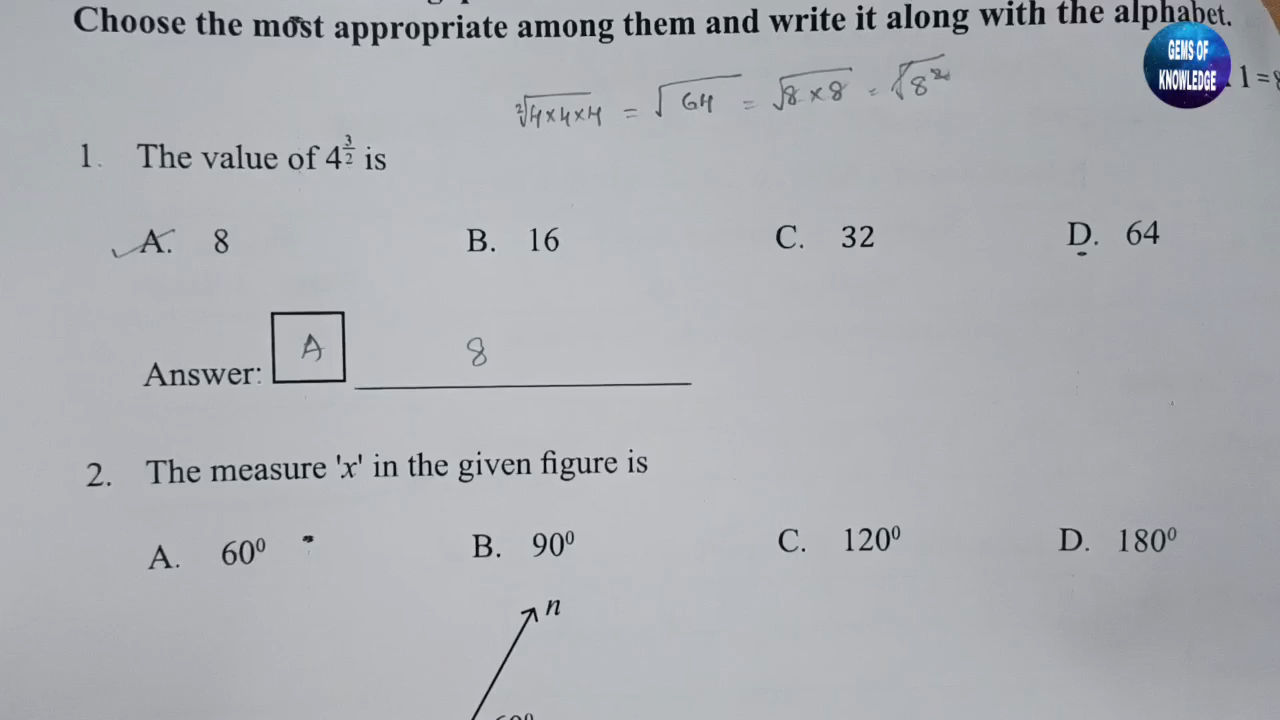 Choose the most appropriate among them and write it along with the alphabet.
GEMS OF
KNOWLEDGE
1 = 8
²√4×4×4 = √64 = √8×8 = √8²
1. The value of 4^(3/2) is
A. 8 B. 16 C. 32 D. 64
Answer: A 8
2. The measure 'x' in the given figure is
A. 60⁰ B. 90⁰ C. 120⁰ D. 180⁰
n